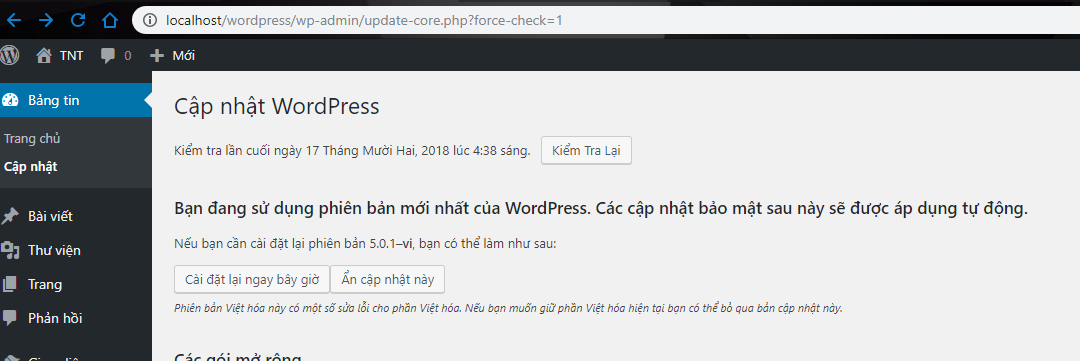 localhost/wordpress/wp-admin/update-core.php?force-check=1
TNT 0 Mới
Bảng tin
Trang chủ
Cập nhật
Bài viết
Thư viện
Trang
Phản hồi
Cập nhật WordPress
Kiểm tra lần cuối ngày 17 Tháng Mười Hai, 2018 lúc 4:38 sáng. Kiểm Tra Lại
Bạn đang sử dụng phiên bản mới nhất của WordPress. Các cập nhật bảo mật sau này sẽ được áp dụng tự động.
Nếu bạn cần cài đặt lại phiên bản 5.0.1–vi, bạn có thể làm như sau:
Cài đặt lại ngay bây giờ Ẩn cập nhật này
Phiên bản Việt hóa này có một số sửa lỗi cho phần Việt hóa. Nếu bạn muốn giữ phần Việt hóa hiện tại bạn có thể bỏ qua bản cập nhật này.
Các gói mở rộng